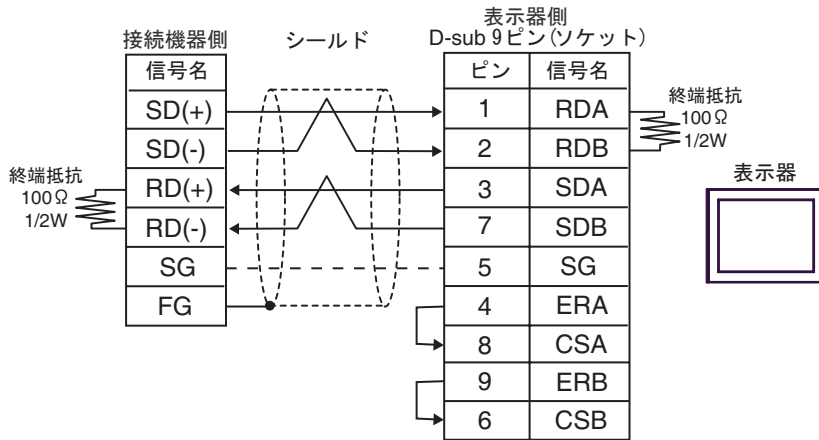 接続機器側
シールド
表示器側
D-sub 9ピン(ソケット)
信号名
ピン 信号名
SD(+) 1 RDA
SD(-) 2 RDB
RD(+) 3 SDA
RD(-) 7 SDB
SG 5 SG
FG 4 ERA
8 CSA
9 ERB
6 CSB
終端抵抗
100Ω
1/2W
終端抵抗
100Ω
1/2W
表示器